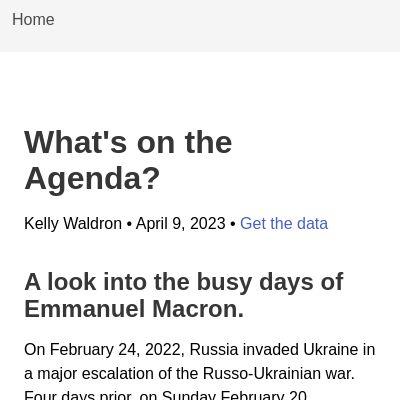 Home
What's on the
Agenda?
Kelly Waldron • April 9, 2023 • Get the data
A look into the busy days of
Emmanuel Macron.
On February 24, 2022, Russia invaded Ukraine in
a major escalation of the Russo-Ukrainian war.
Four days prior, on Sunday February 20,